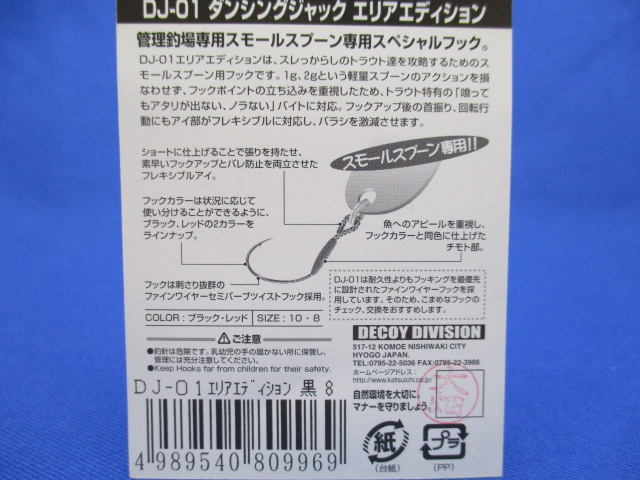 DJ-01 ダンシングジャック エリアエディション
管理釣場専用スモールスプーン専用スペシャルフック。
DJ-01エリアエディションは、スレっからしのトラウト達を攻略するためのス
モールスプーン用フックです。1g、2gという軽量スプーンのアクションを損
なわせず、フックポイントの立ち込みを重視したため、トラウト特有の「喰って
もアタリが出ない、ノラない」バイトに対応。フックアップ後の首振り、回転行
動にもアイ部がフレキシブルに対応し、バラシを激減させます。
スモールスプーン専用!!
ショートに仕上げることで張りを持たせ、
素早いフックアップとバレ防止を両立させた
フレキシブルアイ。
フックカラーは状況に応じて
使い分けることができるように、
ブラック、レッドの2カラーを
ラインナップ。
魚へのアピールを重視し、
フックカラーと同色に仕上げた
チモト部。
フックは刺さり抜群の
ファインワイヤーセミバーブツイストフック採用。
DJ-01は耐久性よりもフッキングを最優先
に設計されたファインワイヤーフックを採
用しています。そのため、こまめなフックの
チェック、交換をおすすめします。
COLOR : ブラック・レッド SIZE : 10・8
⚠ご注意
●釣針は危険です。乳幼児の手の届かない所に保管し、
管理には充分注意してください。
●Keep Hooks far from children for their safety.
DECOY DIVISION
517-12 KOMOE NISHIWAKI CITY
HYOGO JAPAN.
TEL:0795-22-5036 FAX:0795-22-3986
ホームページアドレス :
http://www.katsuichi.co.jp/
自然環境を大切に、
マナーを守りましょう。
DJ-01エリアエディション 黒 8
4 989540 809969
紙
(台紙)
プラ
(PP)